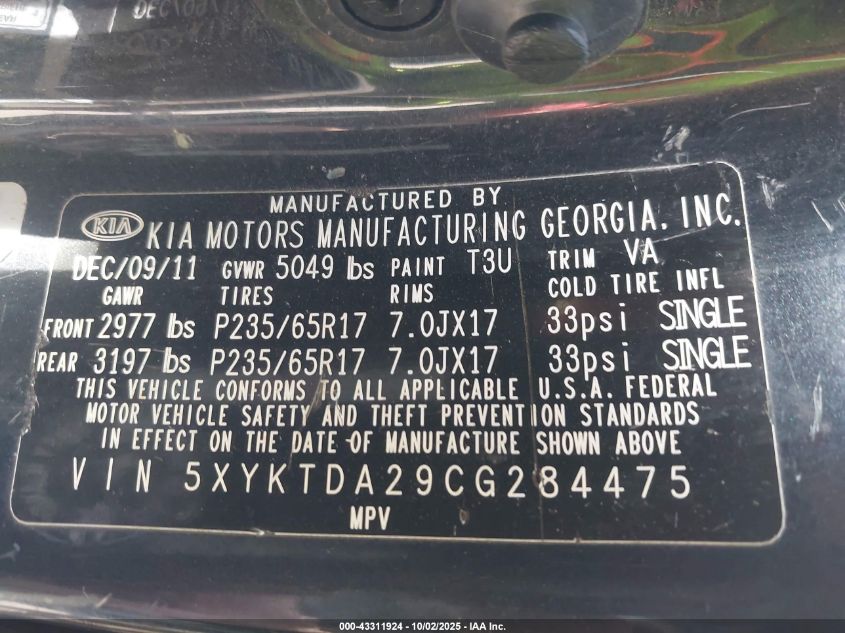 MANUFACTURED BY
KIA KIA MOTORS MANUFACTURING GEORGIA, INC.
DEC/09/11 GVWR 5049 lbs PAINT T3U TRIM VA
GAWR TIRES RIMS COLD TIRE INFL
FRONT 2977 lbs P235/65R17 7.0JX17 33psi SINGLE
REAR 3197 lbs P235/65R17 7.0JX17 33psi SINGLE
THIS VEHICLE CONFORMS TO ALL APPLICABLE U.S.A. FEDERAL
MOTOR VEHICLE SAFETY AND THEFT PREVENTION STANDARDS
IN EFFECT ON THE DATE OF MANUFACTURE SHOWN ABOVE
VIN 5XYKTDA29CG284475
MPV
000-43311924 - 10/02/2025 - IAA Inc.